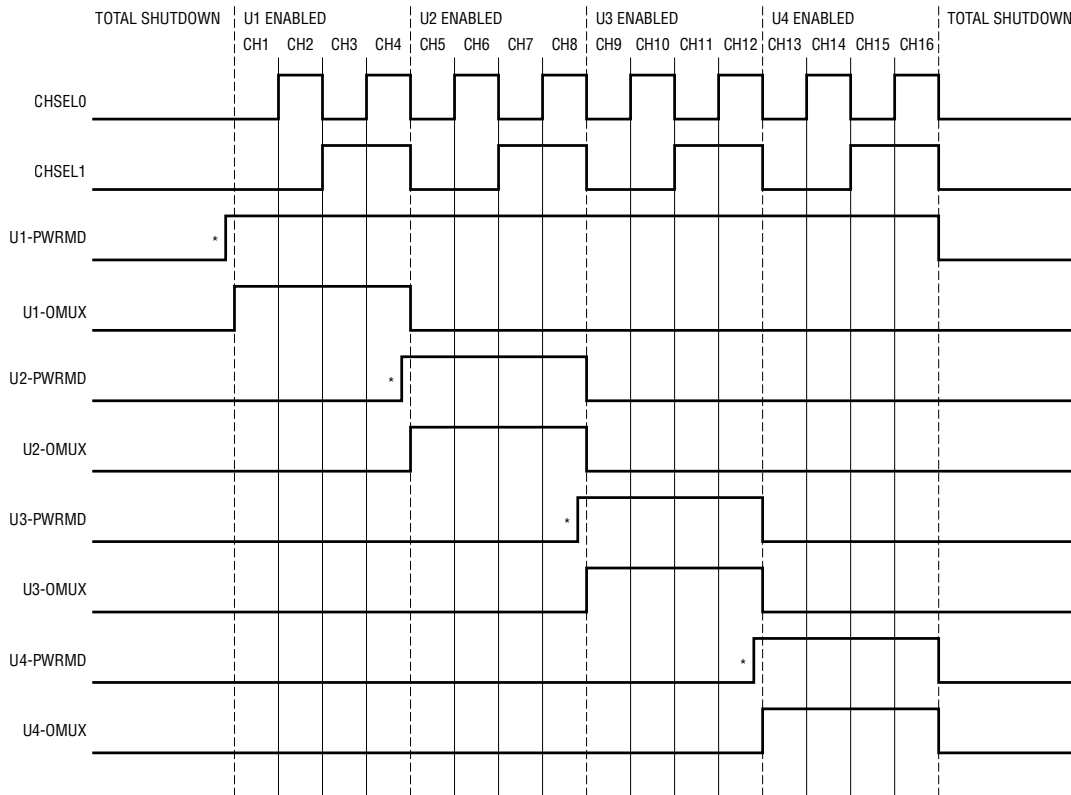 TOTAL SHUTDOWN U1 ENABLED U2 ENABLED U3 ENABLED U4 ENABLED TOTAL SHUTDOWN
CH1 CH2 CH3 CH4 CH5 CH6 CH7 CH8 CH9 CH10 CH11 CH12 CH13 CH14 CH15 CH16
CHSEL0
CHSEL1
U1-PWRMD *
U1-OMUX
U2-PWRMD *
U2-OMUX
U3-PWRMD *
U3-OMUX
U4-PWRMD *
U4-OMUX